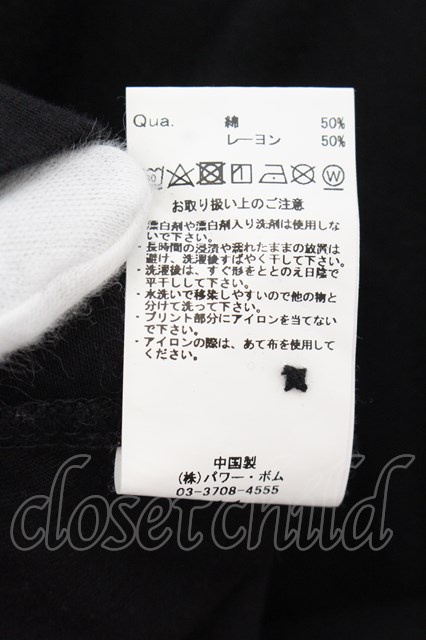 Qua. 綿 50%
レーヨン 50%
お取り扱い上のご注意
漂白剤や漂白剤入り洗剤は使用しな
いで下さい。
・長時間の浸漬や濡れたままの放置は
避け、洗濯後すばやく干して下さい。
・洗濯後は、すぐ形をととのえ日陰で
平干しして下さい。
・水洗いで移染しやすいので他の物と
分けて洗って下さい。
・プリント部分にアイロンを当てない
で下さい。
・アイロンの際は、あて布を使用して
ください。
中国製
(株)パワー・ボム
03-3708-4555
closet child